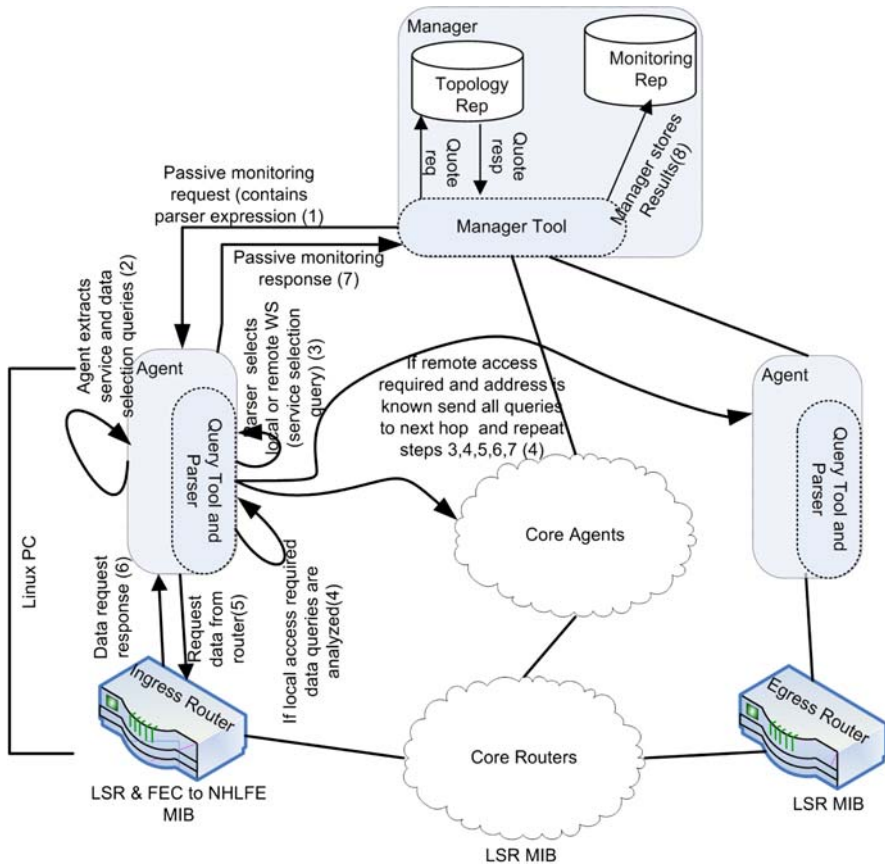 Manager
Topology
Rep
Monitoring
Rep
Quote
req
Quote
resp
Manager stores
Results(8)
Manager Tool
Passive monitoring
request (contains
parser expression (1)
Passive monitoring
response (7)
Agent extracts
service and data
selection queries (2)
Agent
Query Tool and
Parser
Parser selects
local or remote WS
(service selection
query) (3)
If remote access
required and address is
known send all queries
to next hop and repeat
steps 3,4,5,6,7 (4)
Agent
Query Tool and
Parser
Core Agents
Linux PC
Data request
response (6)
Request
data from
router(5)
If local access required
data queries are
analyzed(4)
Ingress Router
LSR & FEC to NHLFE
MIB
Core Routers
LSR MIB
Egress Router
LSR MIB